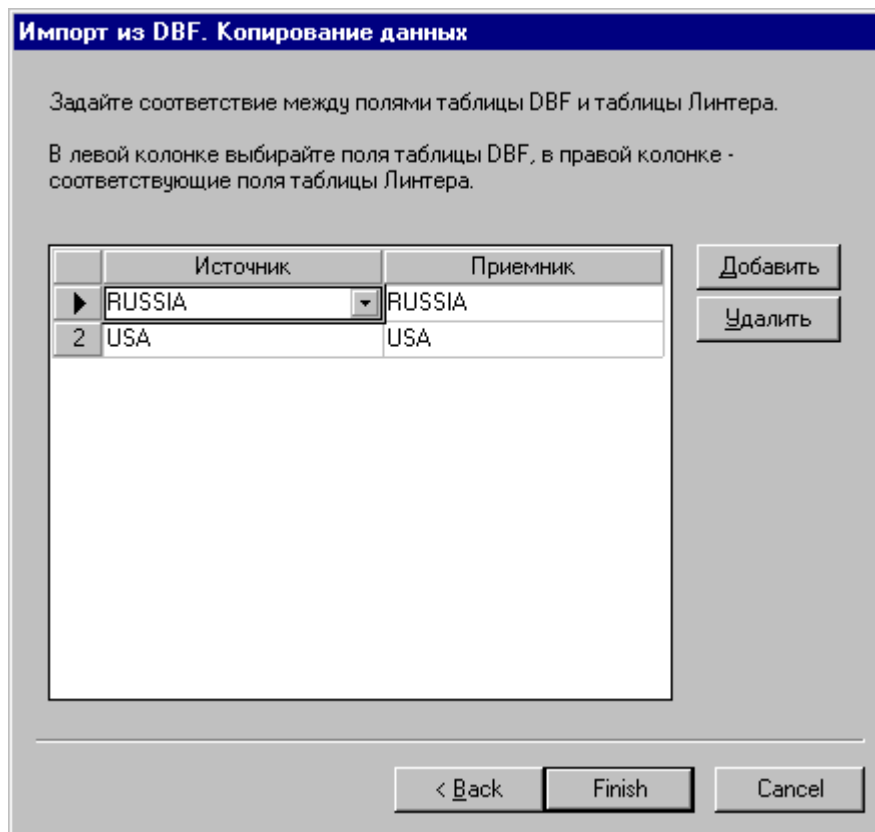 Импорт из DBF. Копирование данных
Задайте соответствие между полями таблицы DBF и таблицы Линтера.
В левой колонке выбирайте поля таблицы DBF, в правой колонке -
соответствующие поля таблицы Линтера.
Источник Приемник
RUSSIA RUSSIA
2 USA USA
Добавить
Удалить
< Back Finish Cancel